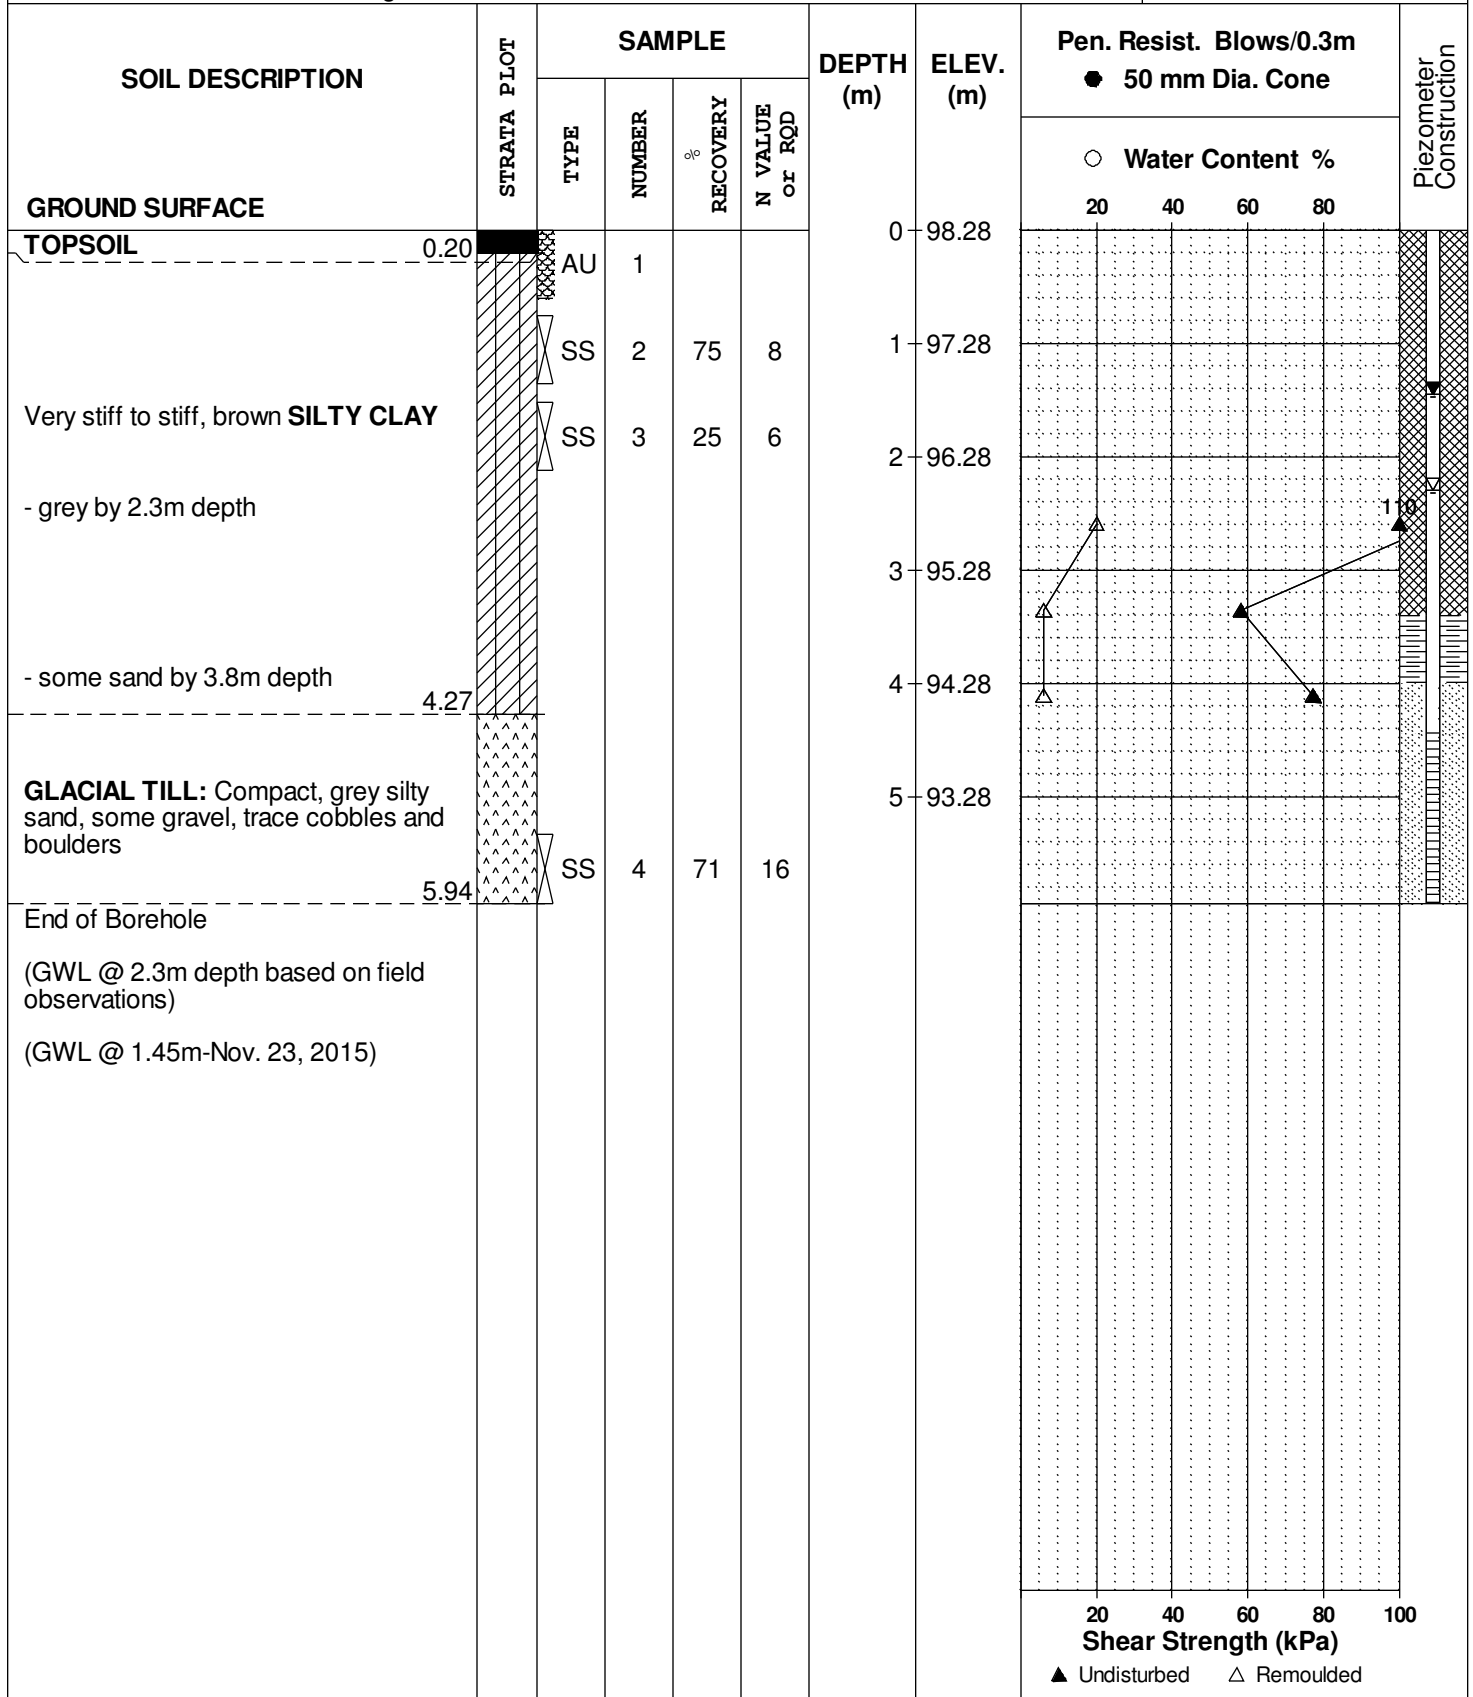 SOIL DESCRIPTION
GROUND SURFACE
STRATA PLOT
SAMPLE
TYPE
NUMBER
%
RECOVERY
N VALUE
or RQD
DEPTH
(m)
ELEV.
(m)
Pen. Resist. Blows/0.3m
● 50 mm Dia. Cone
○ Water Content %
20 40 60 80
Piezometer
Construction
TOPSOIL 0.20
AU 1
0 98.28
SS 2 75 8
1 97.28
Very stiff to stiff, brown SILTY CLAY
SS 3 25 6
2 96.28
- grey by 2.3m depth
110
3 95.28
- some sand by 3.8m depth
4 94.28
4.27
GLACIAL TILL: Compact, grey silty
sand, some gravel, trace cobbles and
boulders
5 93.28
SS 4 71 16
5.94
End of Borehole
(GWL @ 2.3m depth based on field
observations)
(GWL @ 1.45m-Nov. 23, 2015)
20 40 60 80 100
Shear Strength (kPa)
▲ Undisturbed △ Remoulded